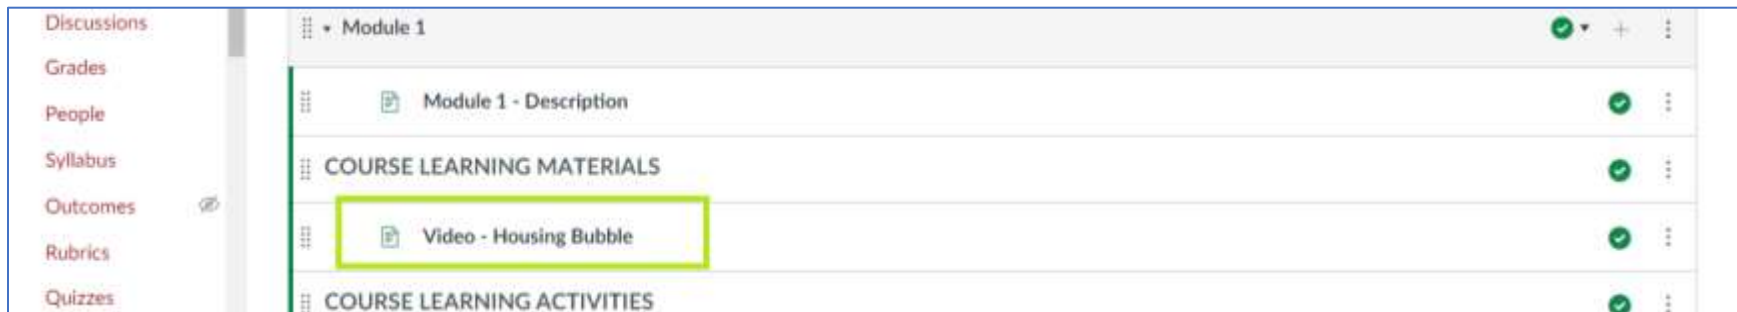 Discussions
Grades
People
Syllabus
Outcomes
Rubrics
Quizzes
Module 1
Module 1 - Description
COURSE LEARNING MATERIALS
Video - Housing Bubble
COURSE LEARNING ACTIVITIES